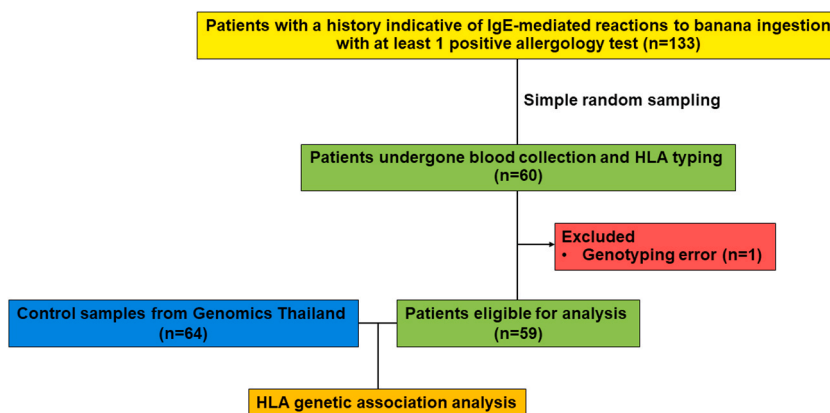 Patients with a history indicative of IgE-mediated reactions to banana ingestion
with at least 1 positive allergology test (n=133)
Simple random sampling
Patients undergone blood collection and HLA typing
(n=60)
Excluded
• Genotyping error (n=1)
Control samples from Genomics Thailand
(n=64)
Patients eligible for analysis
(n=59)
HLA genetic association analysis